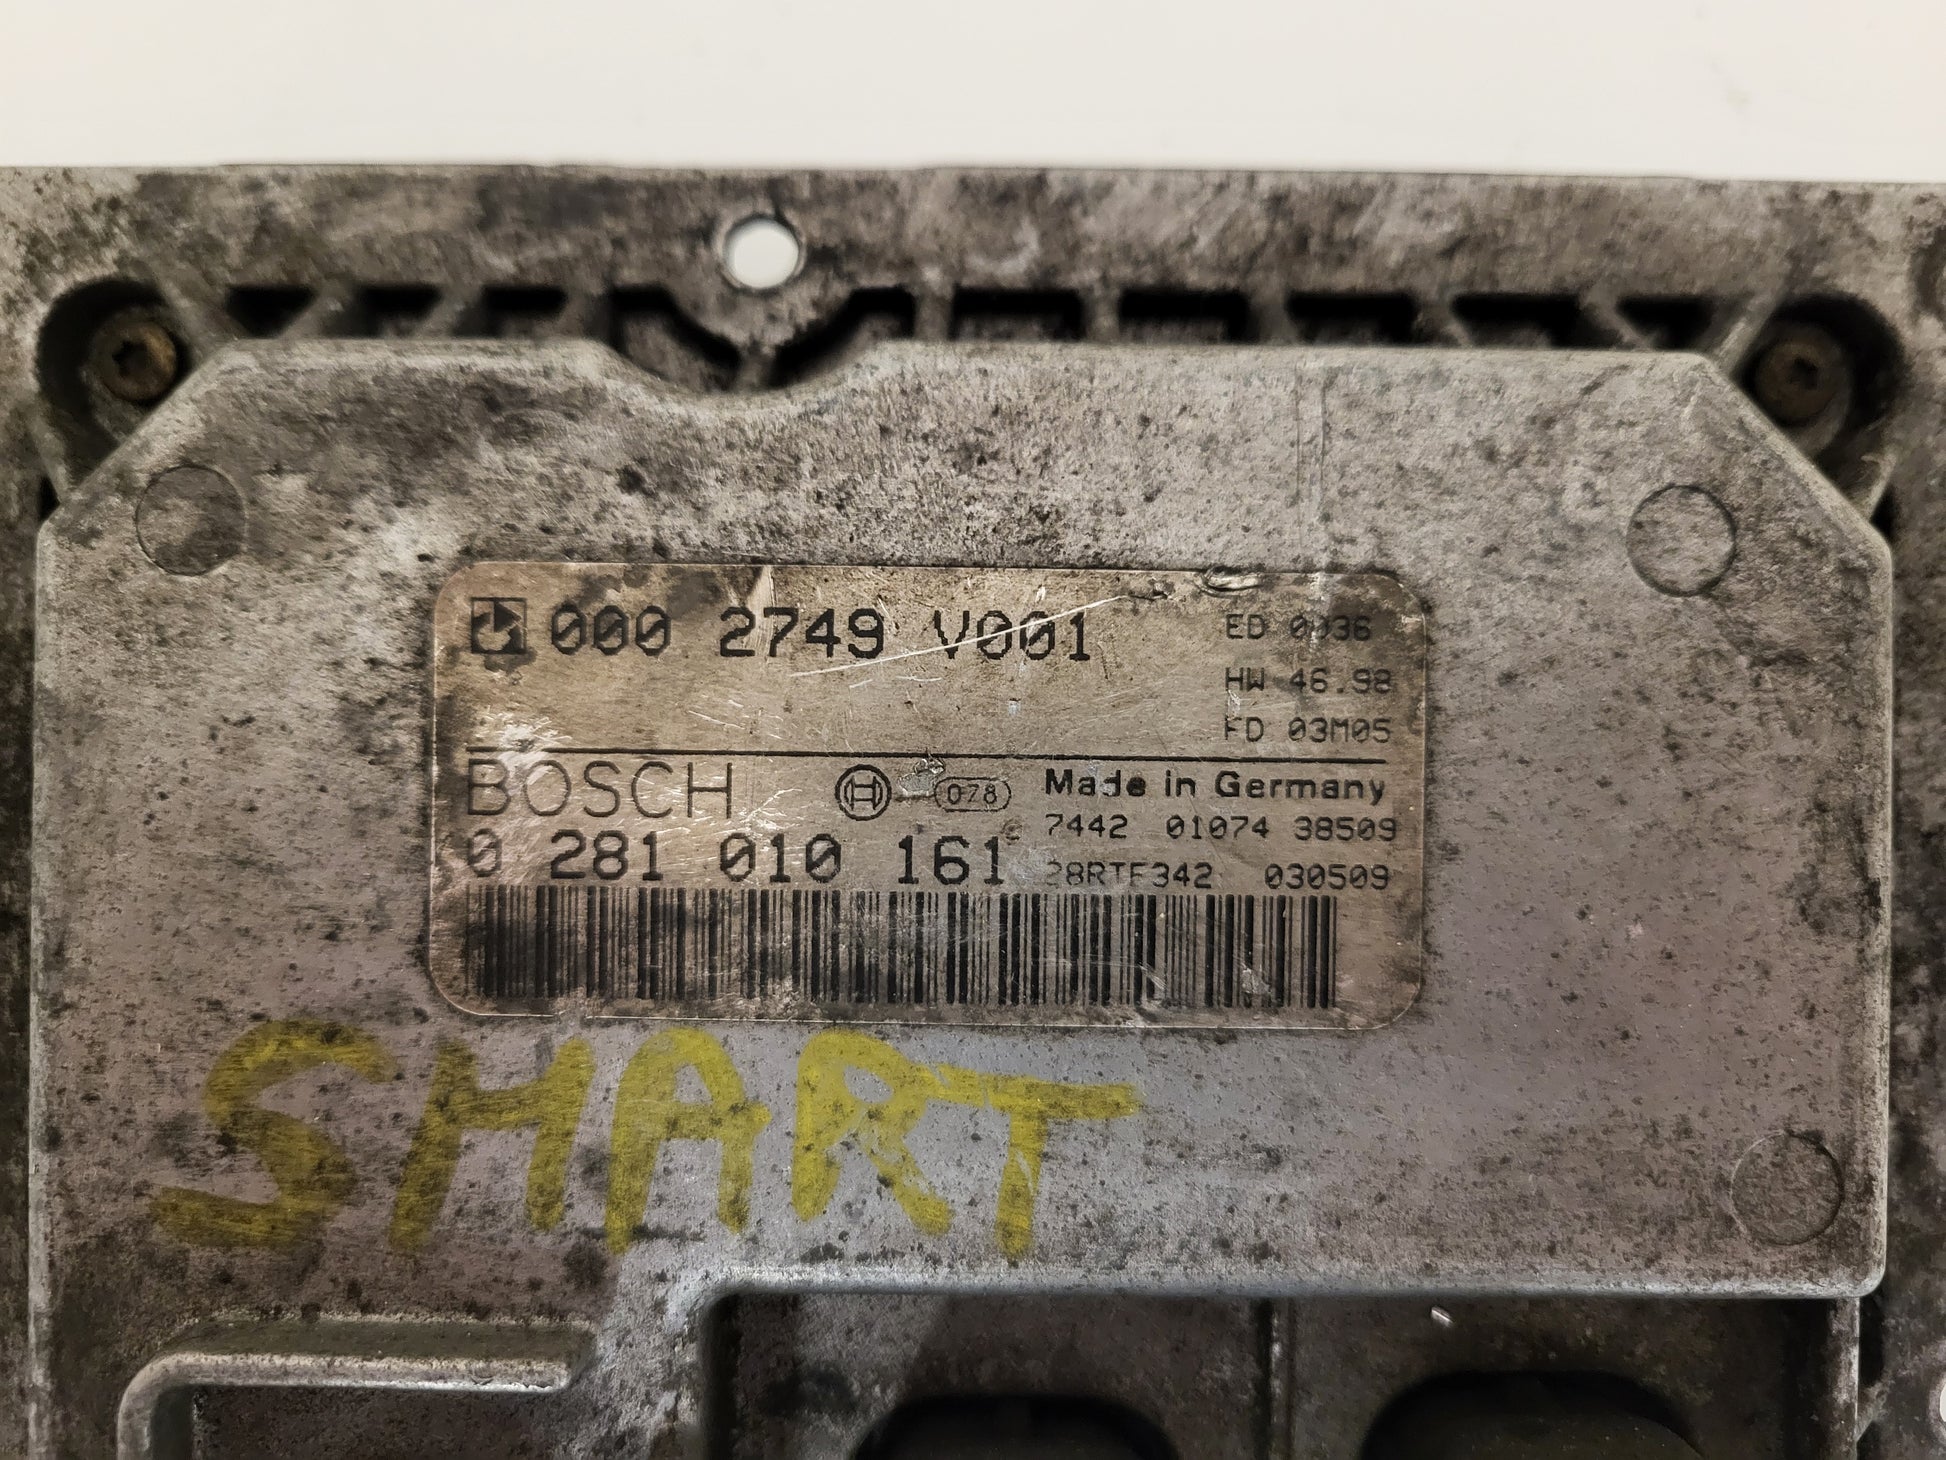 000 2749 V001
ED 0036
HW 46.98
FD 03M05
BOSCH
078
Made in Germany
0 281 010 161
7442 01074 38509
28RTF342 030509
SMART